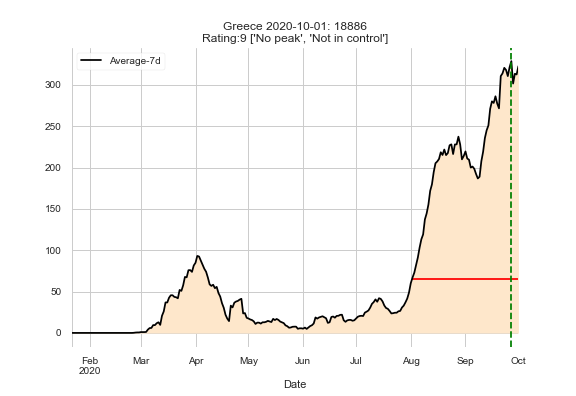 Greece 2020-10-01: 18886
Rating:9 ['No peak', 'Not in control']
Average-7d
300
250
200
150
100
50
0
Feb Mar Apr May Jun Jul Aug Sep Oct
2020
Date